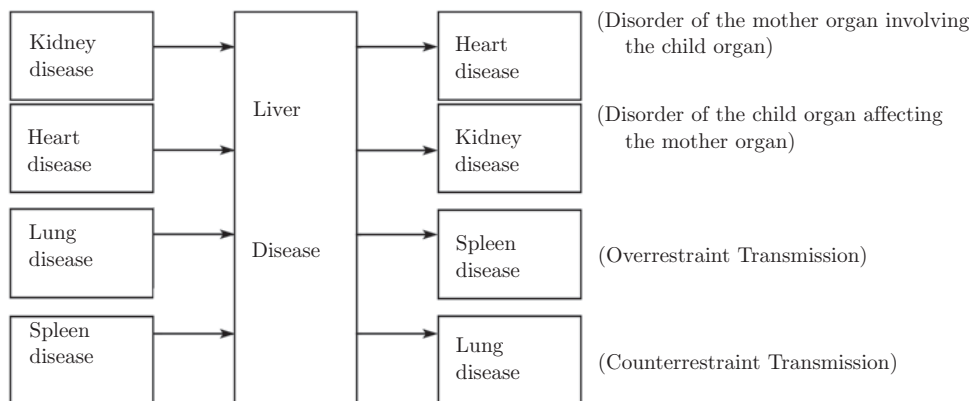 Kidney
disease
Heart
disease
(Disorder of the mother organ involving
the child organ)
Liver
Heart
disease
Kidney
disease
(Disorder of the child organ affecting
the mother organ)
Lung
disease
Disease
Spleen
disease
(Overrestraint Transmission)
Spleen
disease
Lung
disease
(Counterrestraint Transmission)